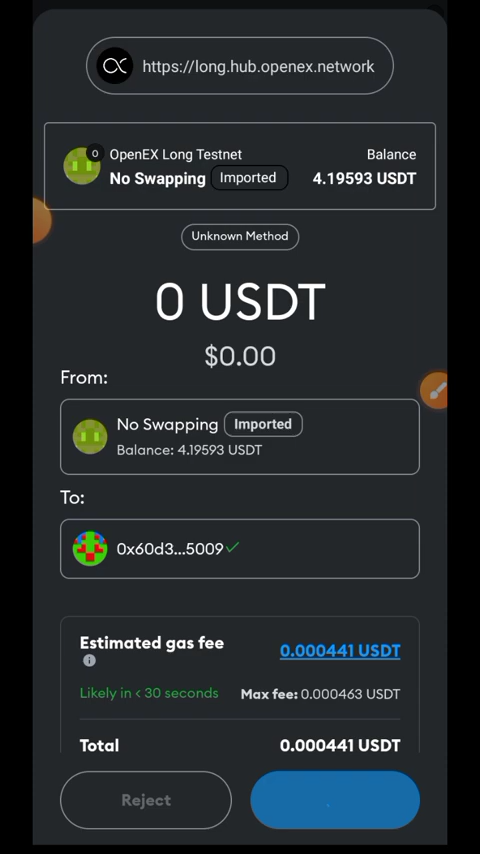 https://long.hub.openex.network
0
OpenEX Long Testnet
Balance
No Swapping
Imported
4.19593 USDT
Unknown Method
0 USDT
$0.00
From:
No Swapping
Imported
Balance: 4.19593 USDT
To:
0x60d3...5009
Estimated gas fee
0.000441 USDT
Likely in < 30 seconds
Max fee: 0.000463 USDT
Total
0.000441 USDT
Reject